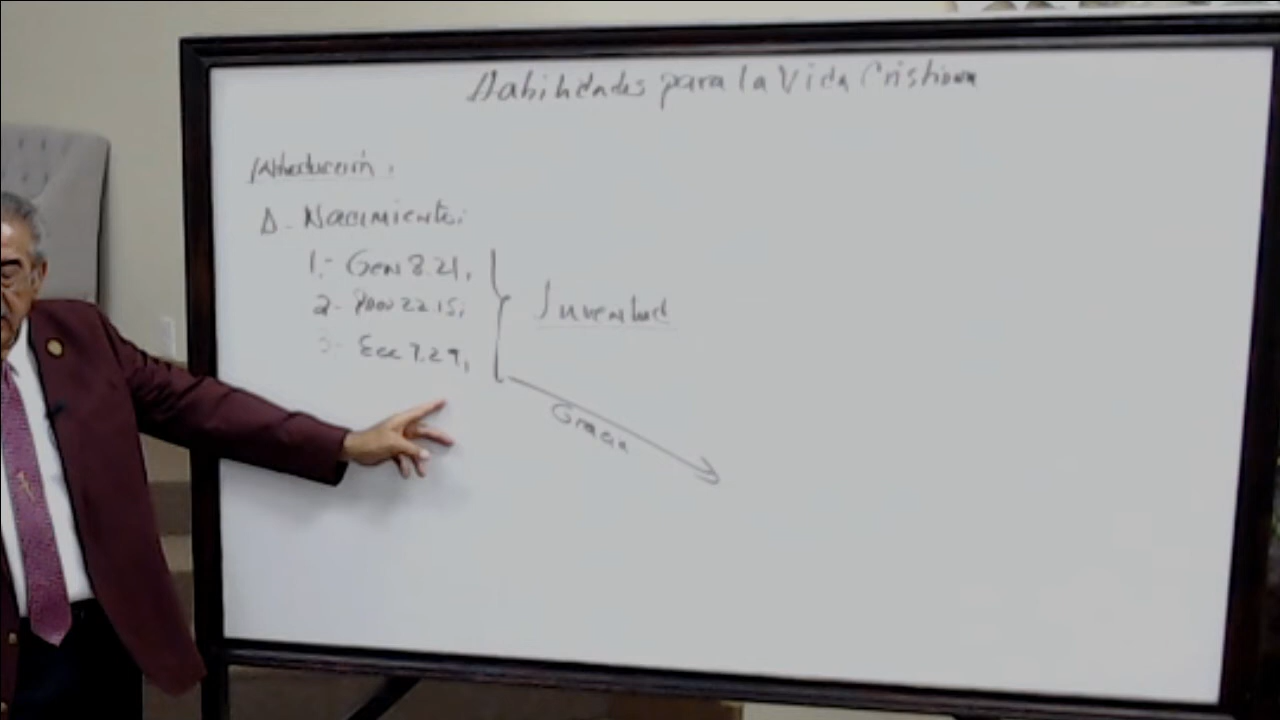 Habilidades para la Vida Cristiana
Introducción.
A- Nacimiento:
1.- Gen 8.21,
2- Prov 22.15,
3- Ecc 7.29,
Juventud
Gracia